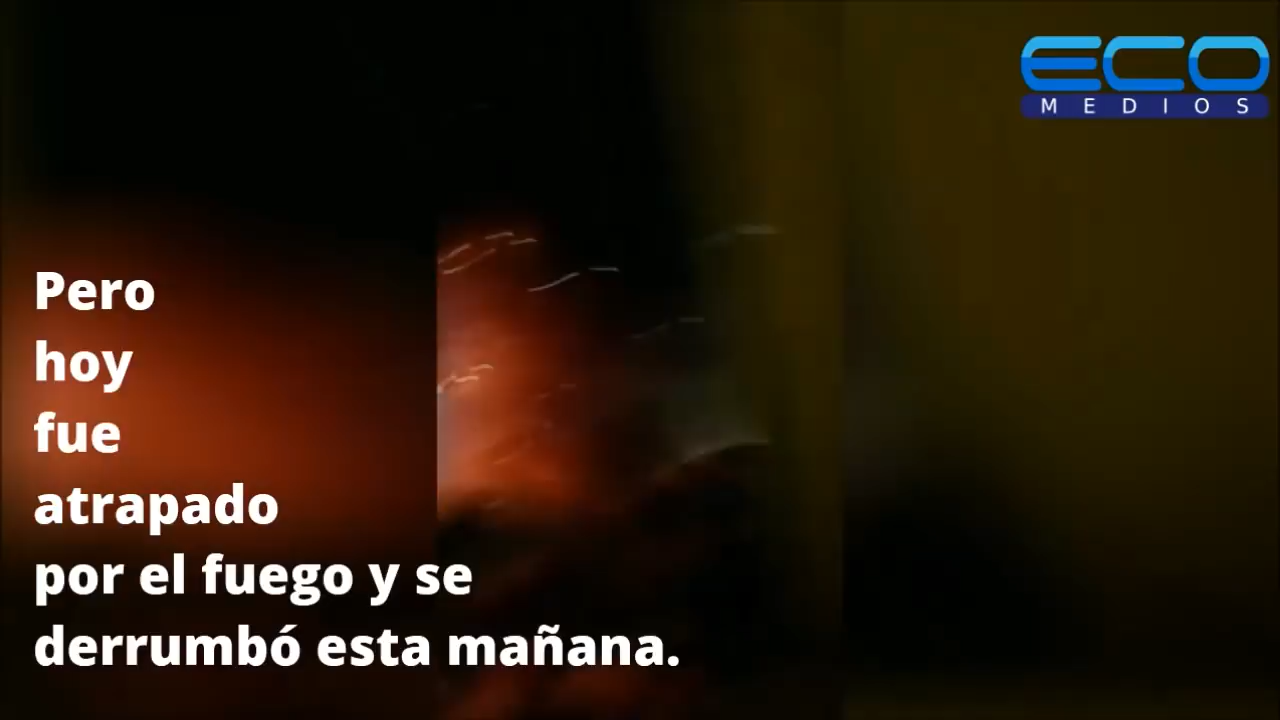 ECO
MEDIOS
Pero
hoy
fue
atrapado
por el fuego y se
derrumbó esta mañana.